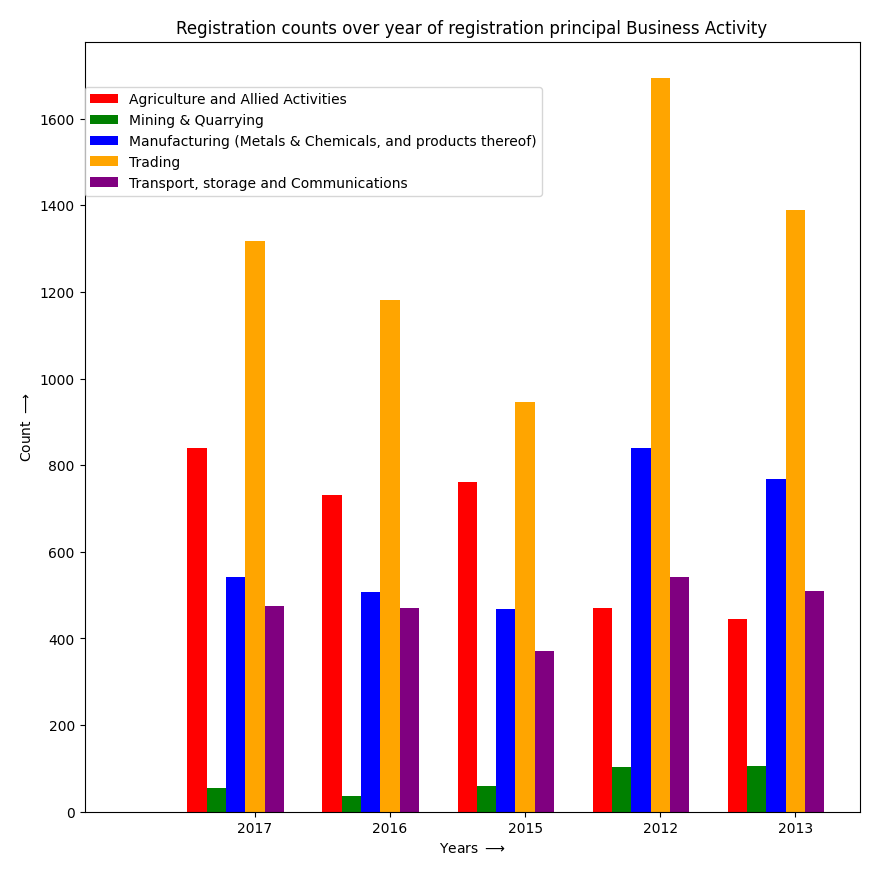 Registration counts over year of registration principal Business Activity
Agriculture and Allied Activities
Mining & Quarrying
Manufacturing (Metals & Chemicals, and products thereof)
Trading
Transport, storage and Communications
1600
1400
1200
1000
800
600
400
200
0
Count ⟶
2017 2016 2015 2012 2013
Years ⟶